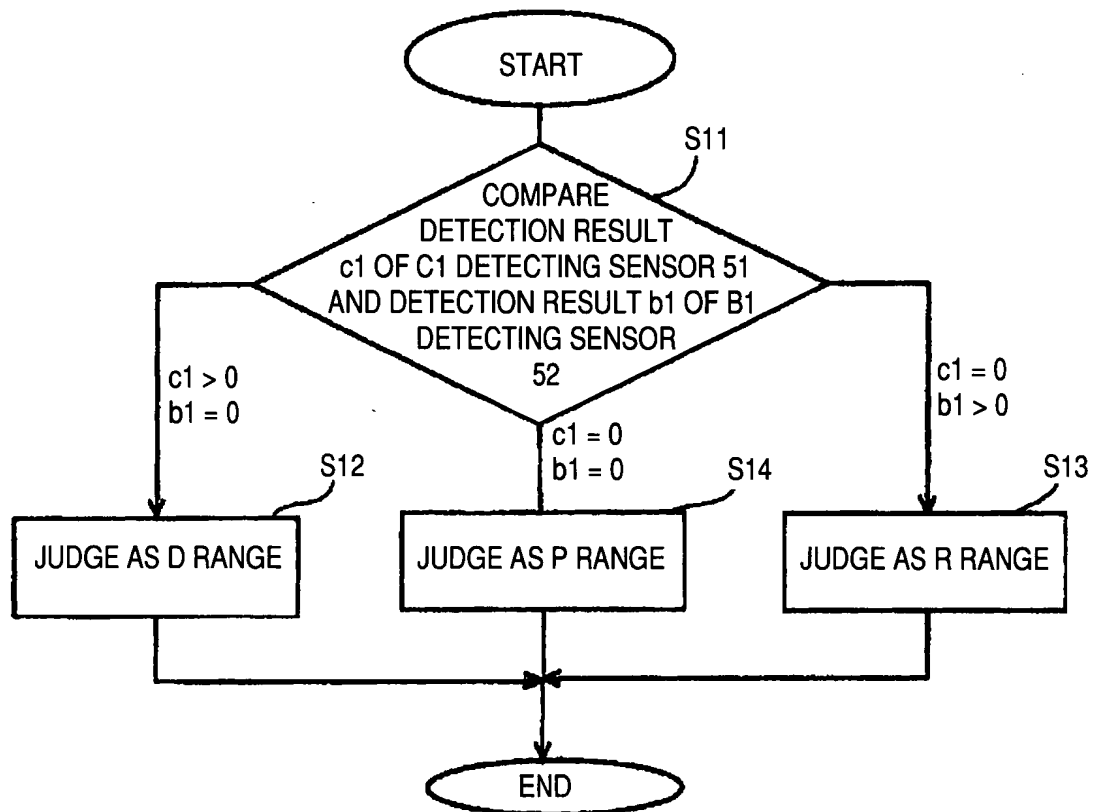 START
S11
COMPARE
DETECTION RESULT
c1 OF C1 DETECTING SENSOR 51
AND DETECTION RESULT b1 OF B1
DETECTING SENSOR
52
c1 > 0
b1 = 0
c1 = 0
b1 = 0
c1 = 0
b1 > 0
S12
S14
S13
JUDGE AS D RANGE
JUDGE AS P RANGE
JUDGE AS R RANGE
END